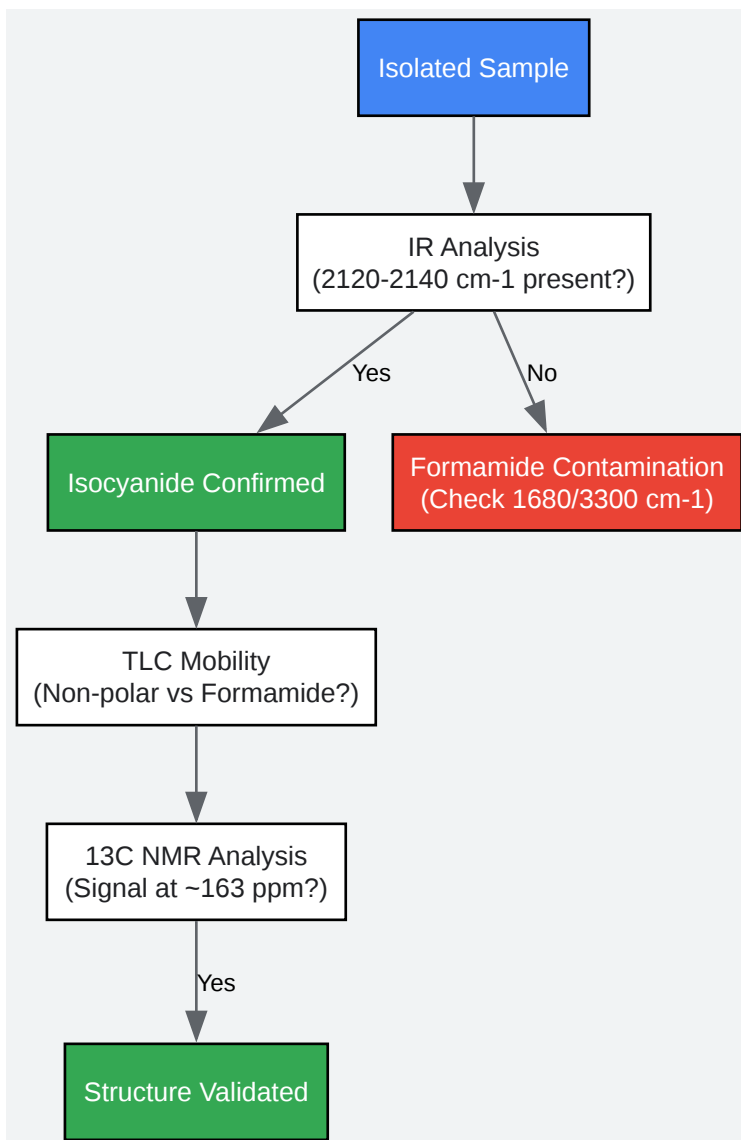 Isolated Sample
IR Analysis
(2120-2140 cm-1 present?)
Yes
No
Isocyanide Confirmed
Formamide Contamination
(Check 1680/3300 cm-1)
TLC Mobility
(Non-polar vs Formamide?)
13C NMR Analysis
(Signal at ~163 ppm?)
Yes
Structure Validated